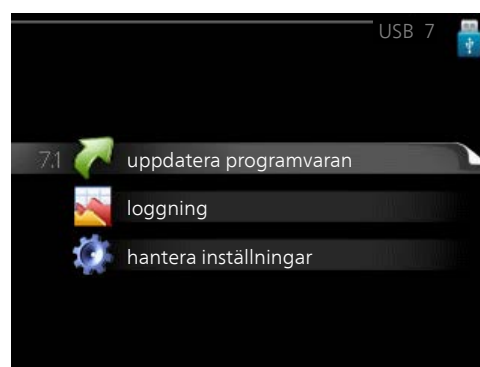 USB 7
7.1 uppdatera programvaran
loggning
hantera inställningar